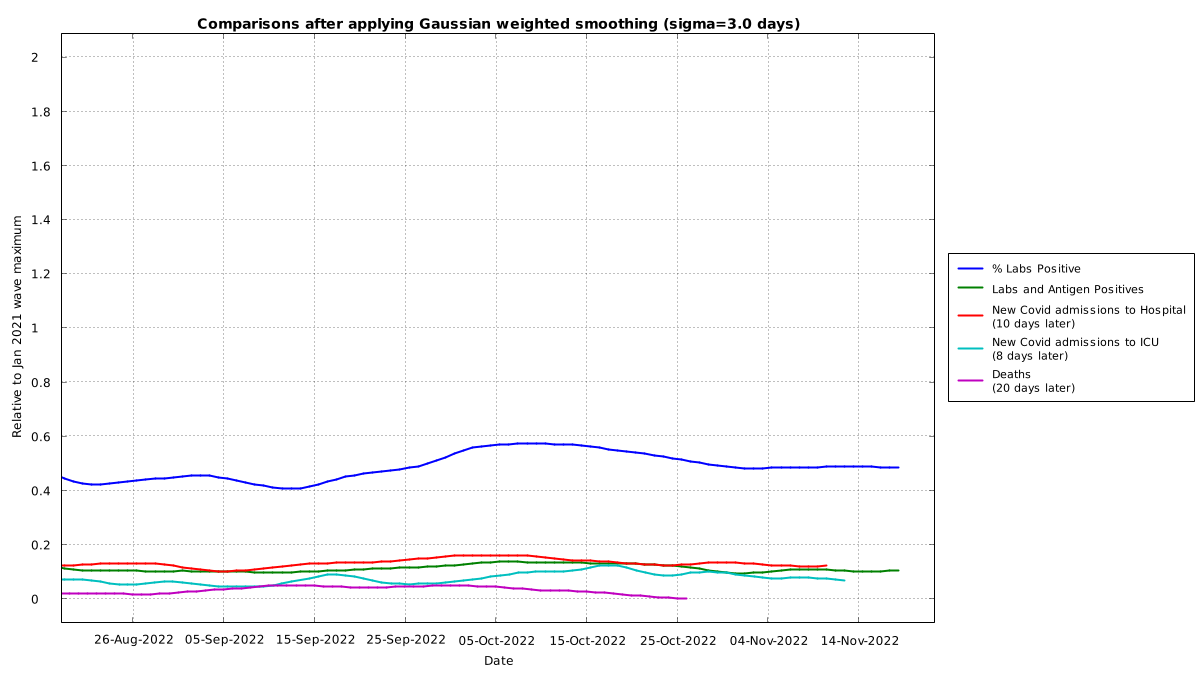 Comparisons after applying Gaussian weighted smoothing (sigma=3.0 days)
Relative to Jan 2021 wave maximum
2
1.8
1.6
1.4
1.2
1
0.8
0.6
0.4
0.2
0
26-Aug-2022
05-Sep-2022
15-Sep-2022
25-Sep-2022
05-Oct-2022
15-Oct-2022
25-Oct-2022
04-Nov-2022
14-Nov-2022
Date
% Labs Positive
Labs and Antigen Positives
New Covid admissions to Hospital
(10 days later)
New Covid admissions to ICU
(8 days later)
Deaths
(20 days later)